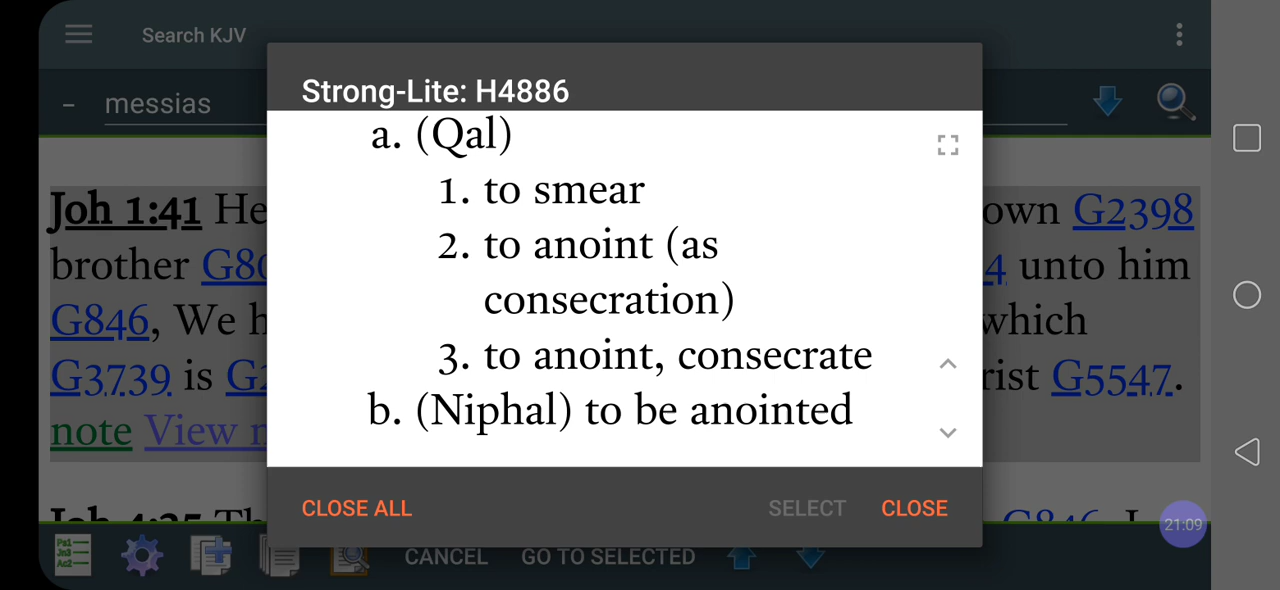 Search KJV
- messias
Strong-Lite: H4886
a. (Qal)
1. to smear
2. to anoint (as
consecration)
3. to anoint, consecrate
b. (Niphal) to be anointed
Joh 1:41 He own G2398
brother unto him
G846, We which
G3739 is G5547.
note View
CLOSE ALL SELECT CLOSE
21:09
CANCEL GO TO SELECTED